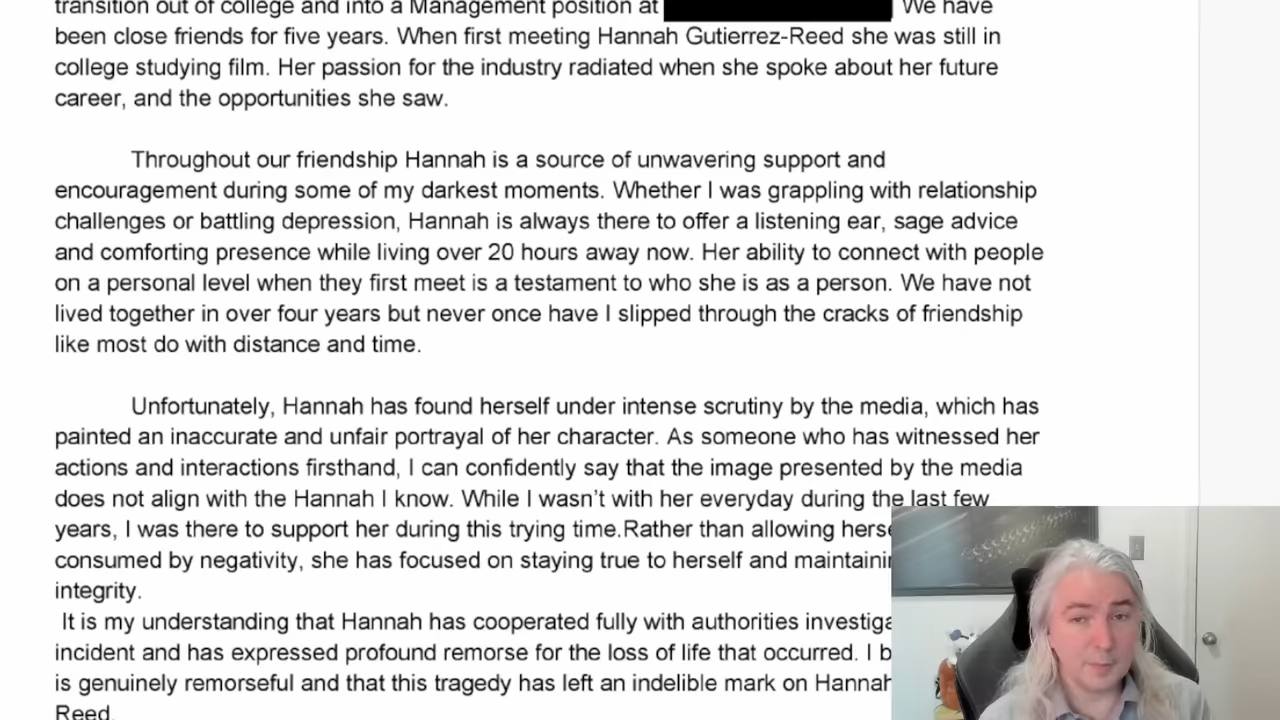 transition out of college and into a Management position at We have
been close friends for five years. When first meeting Hannah Gutierrez-Reed she was still in
college studying film. Her passion for the industry radiated when she spoke about her future
career, and the opportunities she saw.
Throughout our friendship Hannah is a source of unwavering support and
encouragement during some of my darkest moments. Whether I was grappling with relationship
challenges or battling depression, Hannah is always there to offer a listening ear, sage advice
and comforting presence while living over 20 hours away now. Her ability to connect with people
on a personal level when they first meet is a testament to who she is as a person. We have not
lived together in over four years but never once have I slipped through the cracks of friendship
like most do with distance and time.
Unfortunately, Hannah has found herself under intense scrutiny by the media, which has
painted an inaccurate and unfair portrayal of her character. As someone who has witnessed her
actions and interactions firsthand, I can confidently say that the image presented by the media
does not align with the Hannah I know. While I wasn't with her everyday during the last few
years, I was there to support her during this trying time.Rather than allowing
consumed by negativity, she has focused on staying true to herself and
integrity.
It is my understanding that Hannah has cooperated fully with authorities
incident and has expressed profound remorse for the loss of life that occurred. I
is genuinely remorseful and that this tragedy has left an indelible mark on Hannah
Reed.